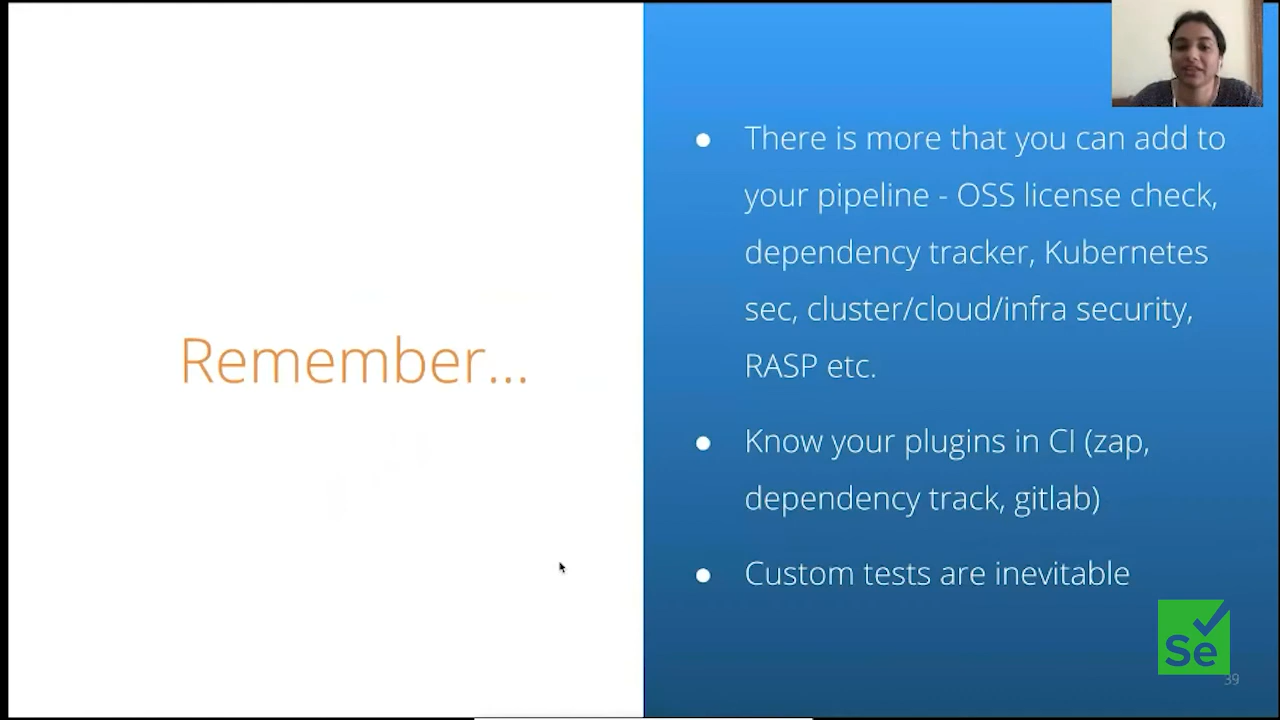 Remember...
There is more that you can add to
your pipeline - OSS license check,
dependency tracker, Kubernetes
sec, cluster/cloud/infra security,
RASP etc.
Know your plugins in CI (zap,
dependency track, gitlab)
Custom tests are inevitable
Se
39